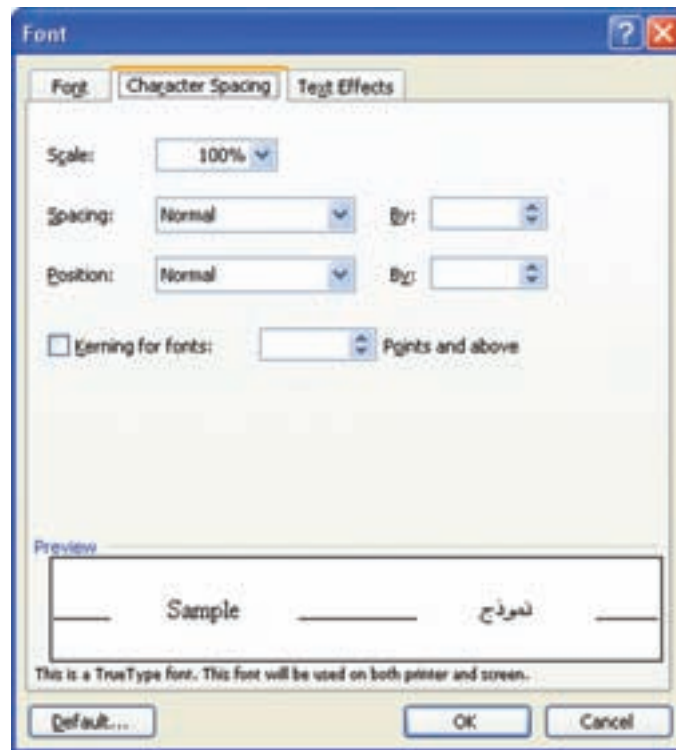 Font
Font Character Spacing Text Effects
Scale: 100%
Spacing: Normal By:
Position: Normal By:
Kerning for fonts: Points and above
Preview
Sample نموذج
This is a TrueType font. This font will be used on both printer and screen.
Default... OK Cancel